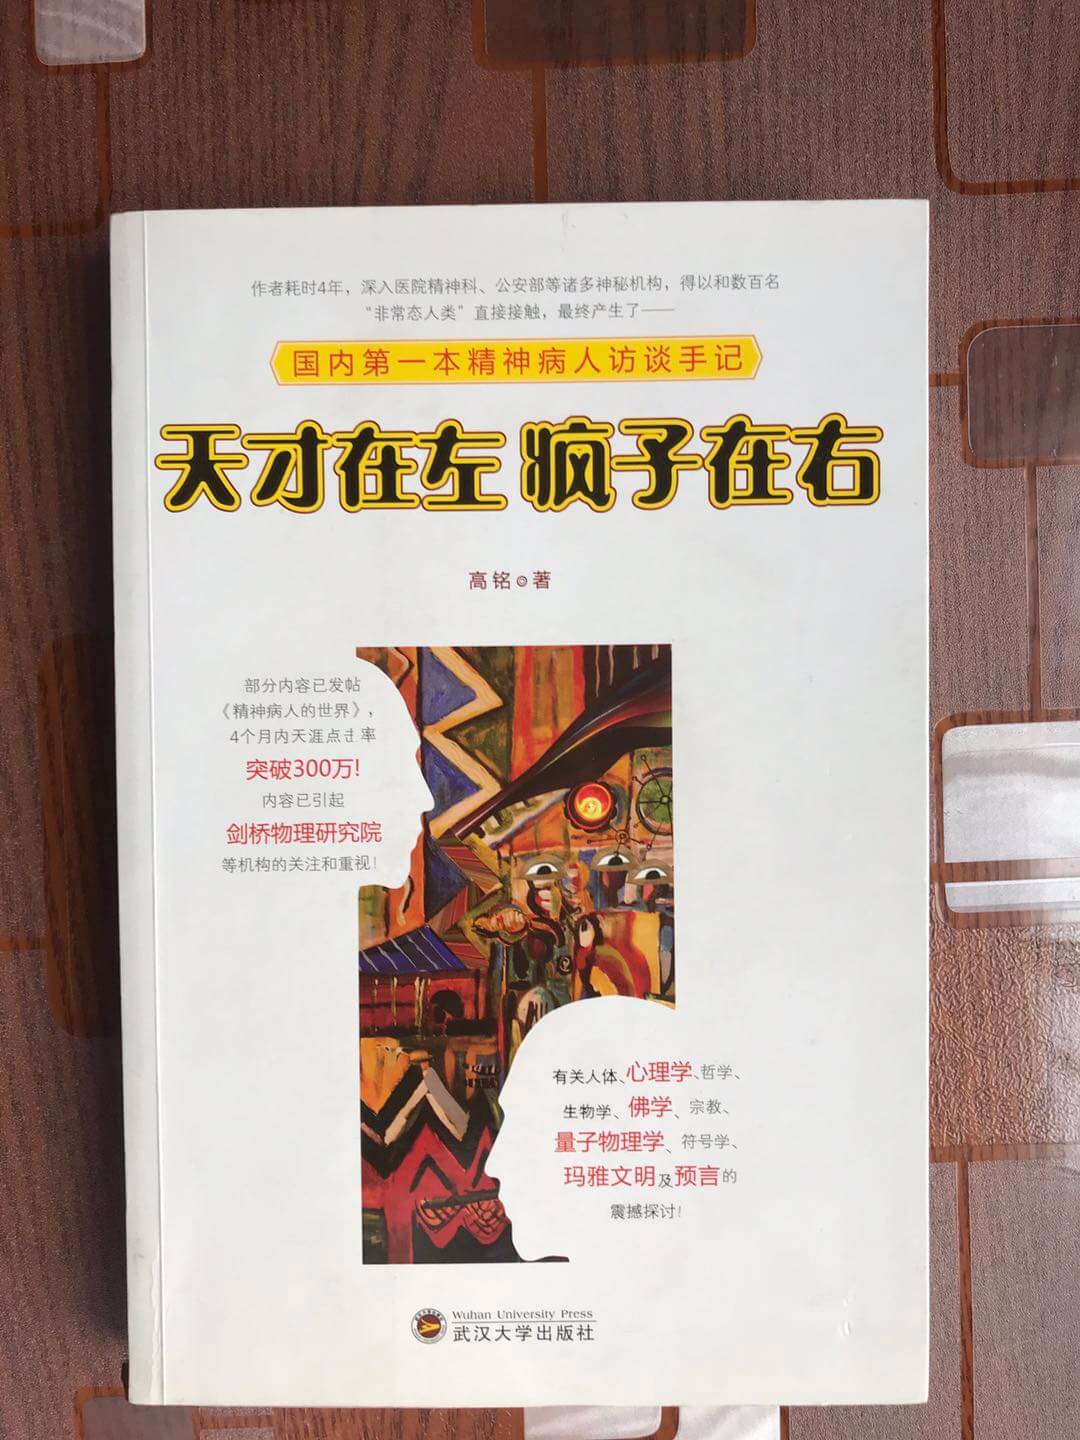 作者耗时4年，深入医院精神科、公安部等诸多神秘机构，得以和数百名
“非常态人类”直接接触，最终产生了——
国内第一本精神病人访谈手记
天才在左 疯子在右
高铭◎著
部分内容已发帖
《精神病人的世界》，
4个月内天涯点击率
突破300万！
内容已引起
剑桥物理研究院
等机构的关注和重视！
有关人体、心理学、哲学、
生物学、佛学、宗教、
量子物理学、符号学、
玛雅文明及预言的
震撼探讨！
Wuhan University Press
武汉大学出版社